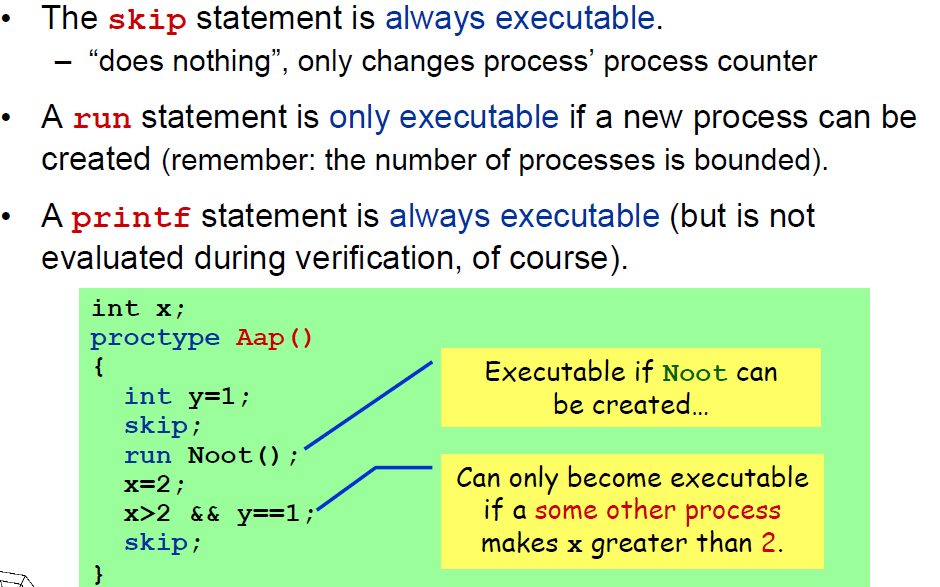 • The skip statement is always executable.
– “does nothing”, only changes process’ process counter
• A run statement is only executable if a new process can be
created (remember: the number of processes is bounded).
• A printf statement is always executable (but is not
evaluated during verification, of course).
int x;
proctype Aap()
{
int y=1;
skip;
run Noot();
x=2;
x>2 && y==1;
skip;
}
Executable if Noot can
be created…
Can only become executable
if a some other process
makes x greater than 2.